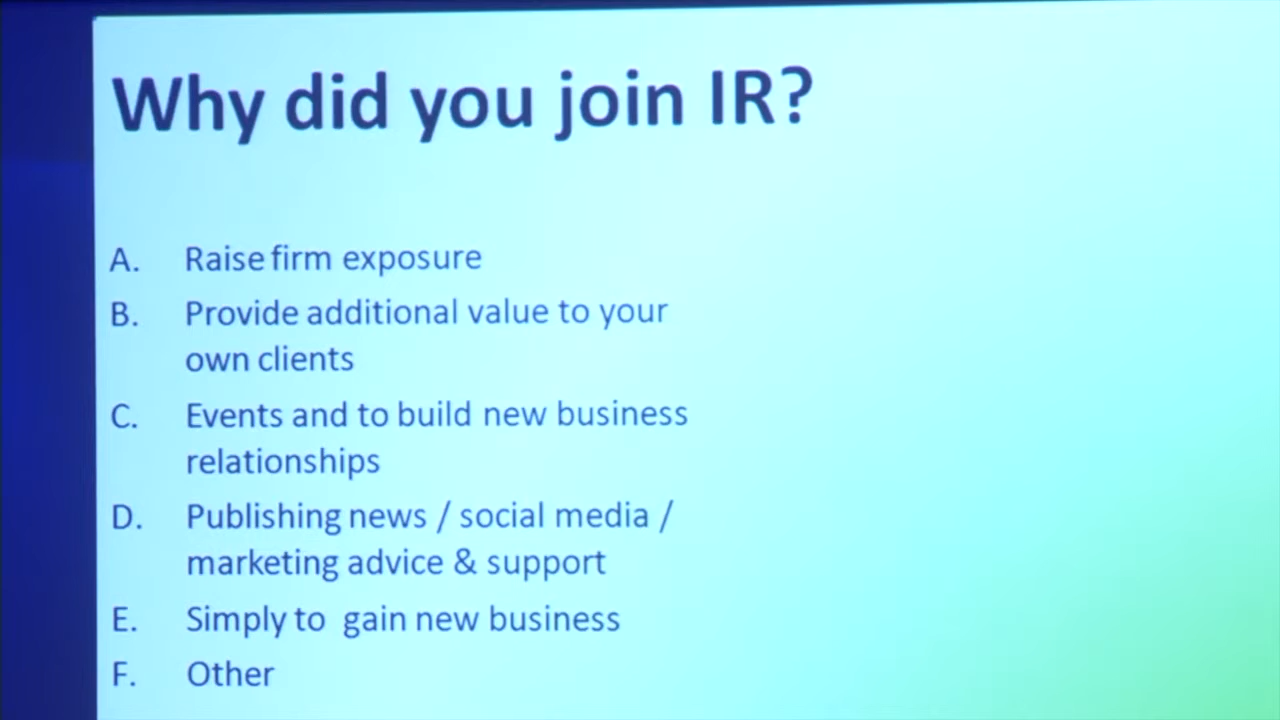 Why did you join IR?
A. Raise firm exposure
B. Provide additional value to your
own clients
C. Events and to build new business
relationships
D. Publishing news / social media /
marketing advice & support
E. Simply to gain new business
F. Other